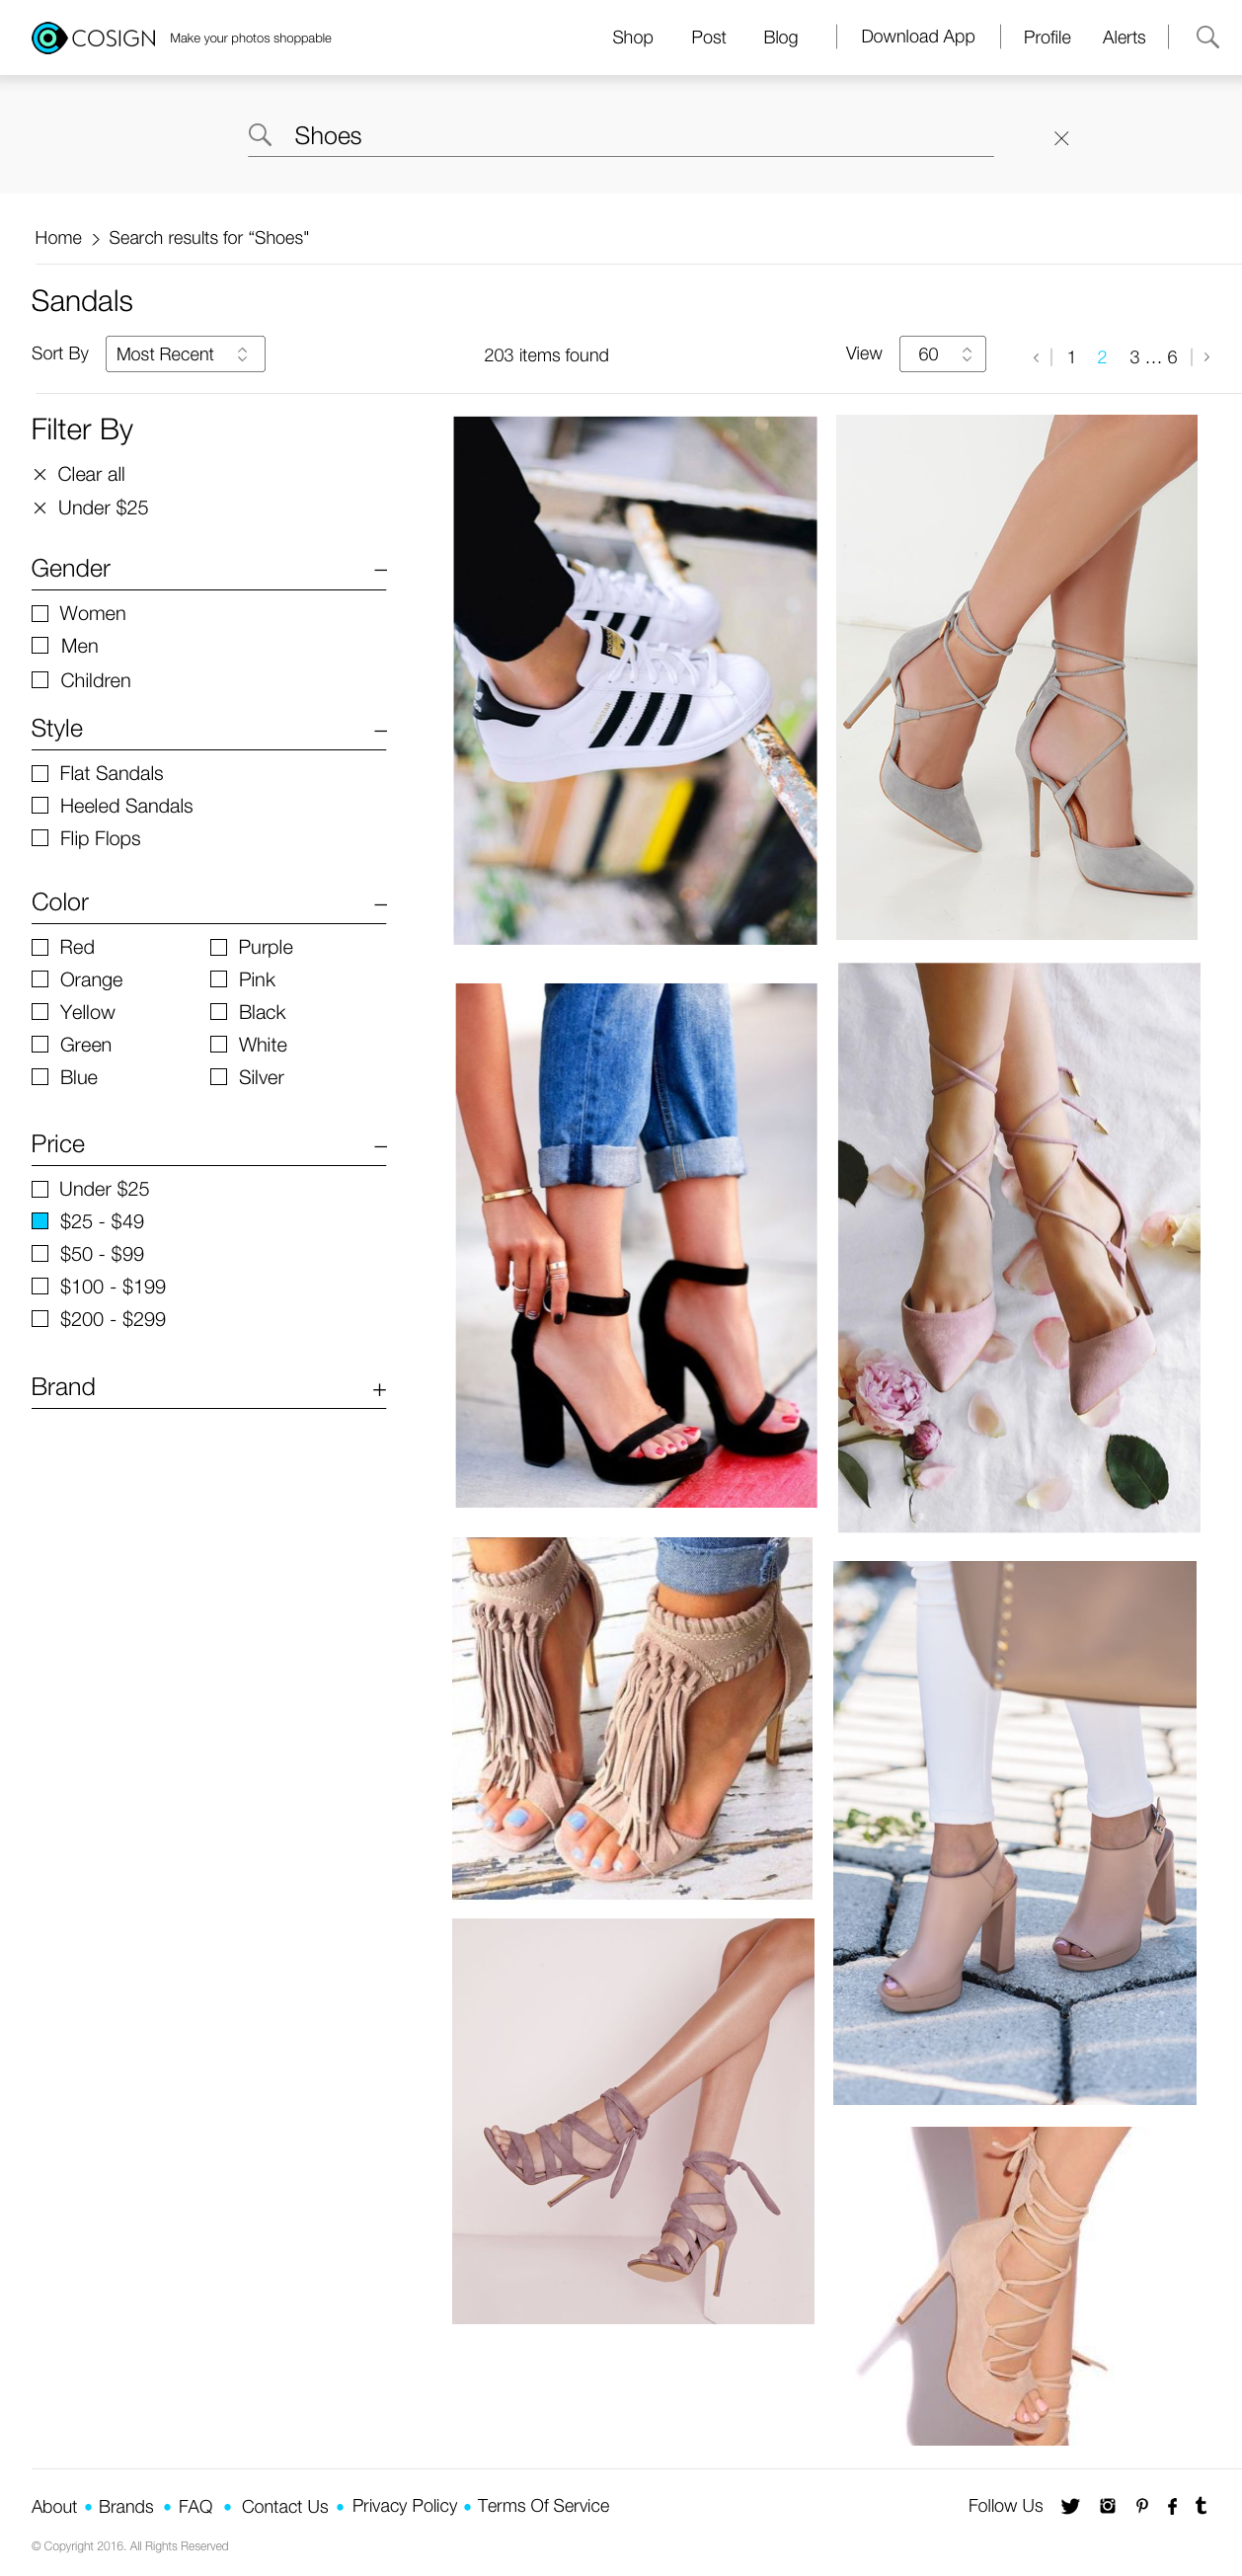 COSIGN Make your photos shoppable Shop Post Blog Download App Profile Alerts
Shoes
Home Search results for “Shoes"
Sandals
Sort By Most Recent 203 items found View 60 1 2 3 ... 6
Filter By
Clear all
Under $25
Gender
Women
Men
Children
Style
Flat Sandals
Heeled Sandals
Flip Flops
Color
Red Purple
Orange Pink
Yellow Black
Green White
Blue Silver
Price
Under $25
$25 - $49
$50 - $99
$100 - $199
$200 - $299
Brand
About • Brands • FAQ • Contact Us • Privacy Policy • Terms Of Service Follow Us
© Copyright 2016. All Rights Reserved